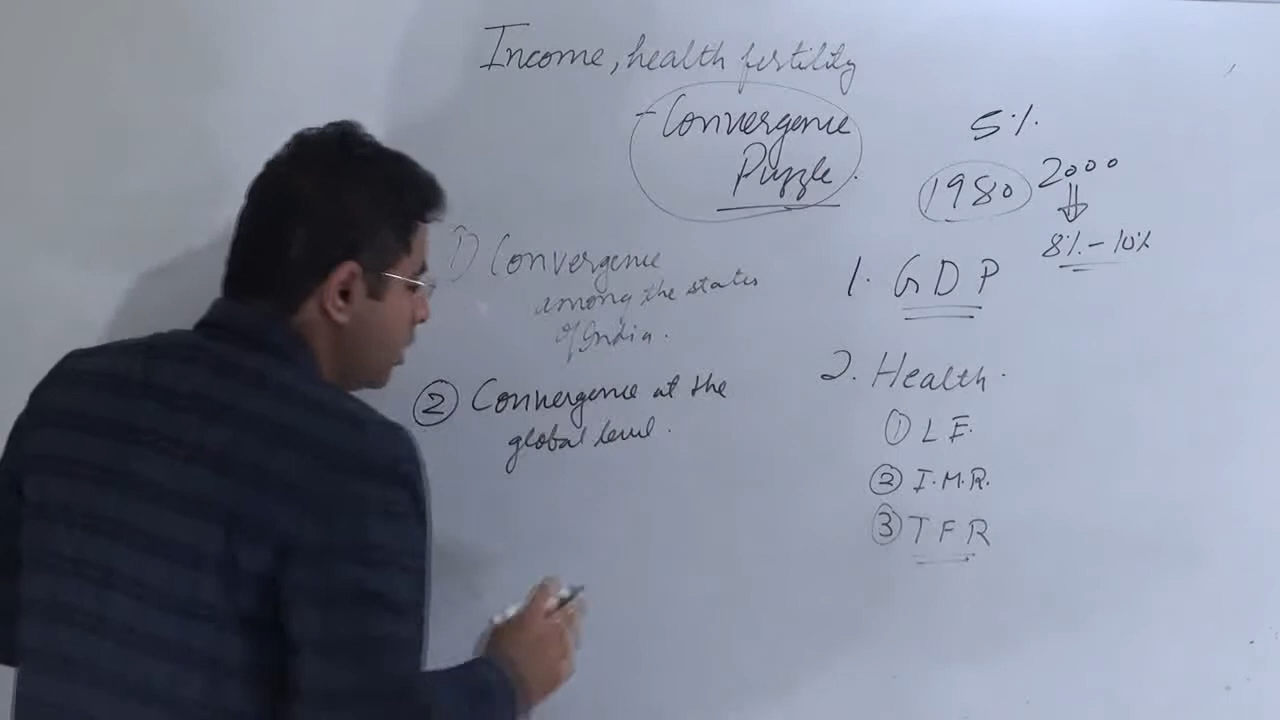 Income, health fertility
- Convergence
Puzzle.
1) Convergence
among the states
of India.
② Convergence at the
global level.
5%
1980 2000
8% - 10%
1. GDP
2. Health.
① L E.
② I.M.R.
③ T F R